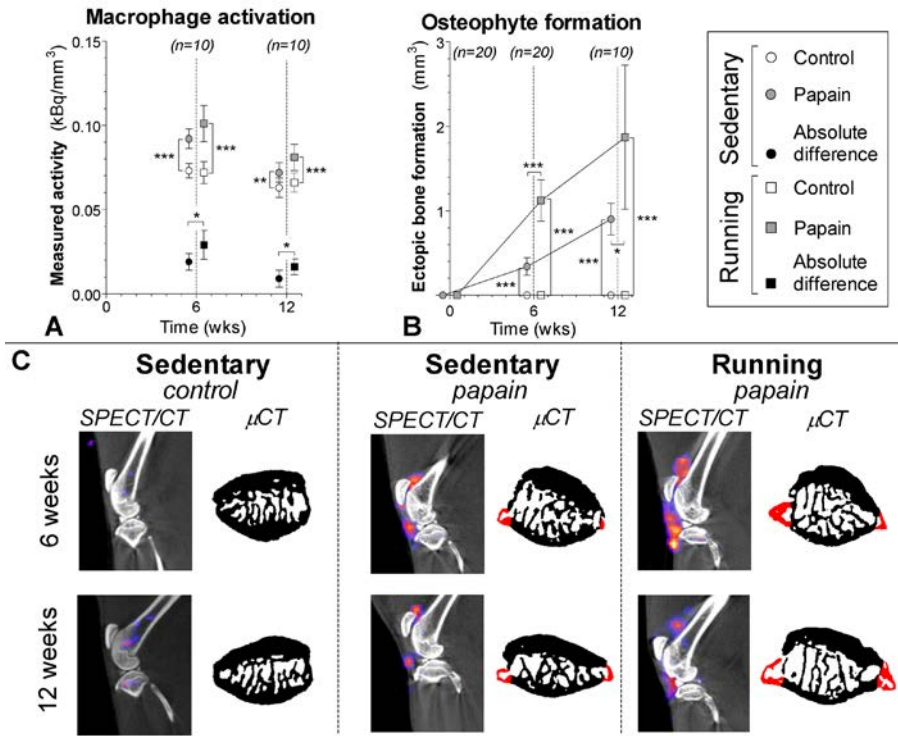 Macrophage activation
(n=10)
(n=10)
Measured activity (kBq/mm³)
0.15
0.10
0.05
0.00
***
***
**
***
*
*
6
12
Time (wks)
A
Osteophyte formation
(n=20)
(n=20)
(n=10)
Ectopic bone formation (mm³)
3
2
1
0
***
***
***
***
***
*
0
6
12
Time (wks)
B
Sedentary
Control
Papain
Absolute
difference
Running
Control
Papain
Absolute
difference
C
Sedentary
control
SPECT/CT
μCT
Sedentary
papain
SPECT/CT
μCT
Running
papain
SPECT/CT
μCT
6 weeks
12 weeks